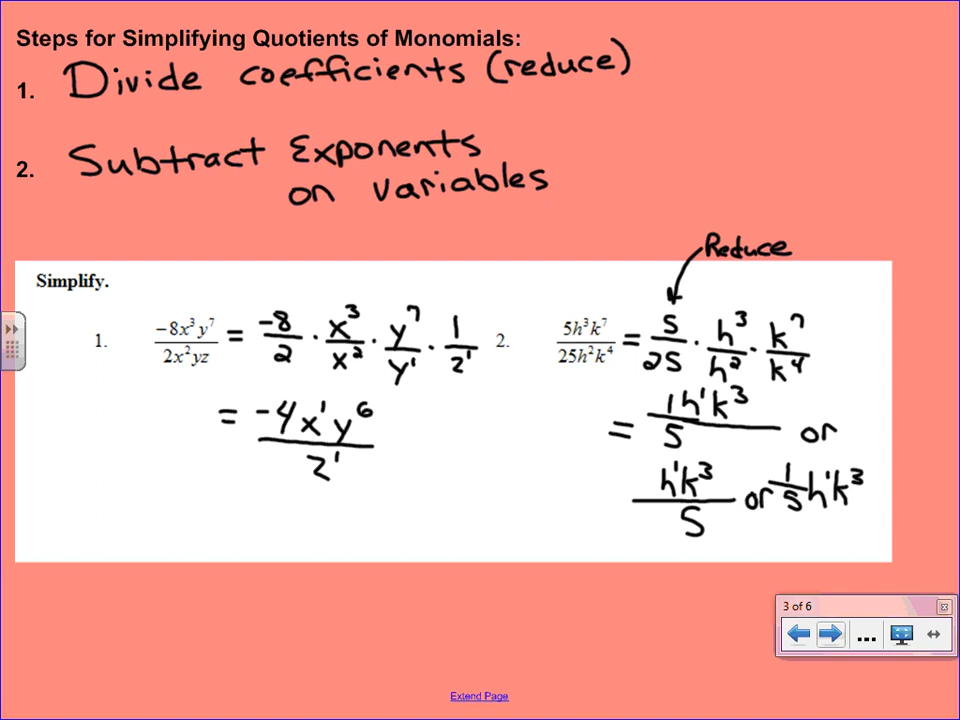 Steps for Simplifying Quotients of Monomials:
1. Divide coefficients (reduce)
2. Subtract Exponents
on variables
Reduce
Simplify.
1. -8x³y⁷ / 2x²yz = -8/2 · x³/x² · y⁷/y¹ · 1/z¹
= -4x¹y⁶ / z¹
2. 5h³k⁷ / 25h²k⁴ = 5/25 · h³/h² · k⁷/k⁴
= 1h¹k³ / 5 or
h¹k³ / 5 or 1/5 h¹k³
3 of 6
...
Extend Page